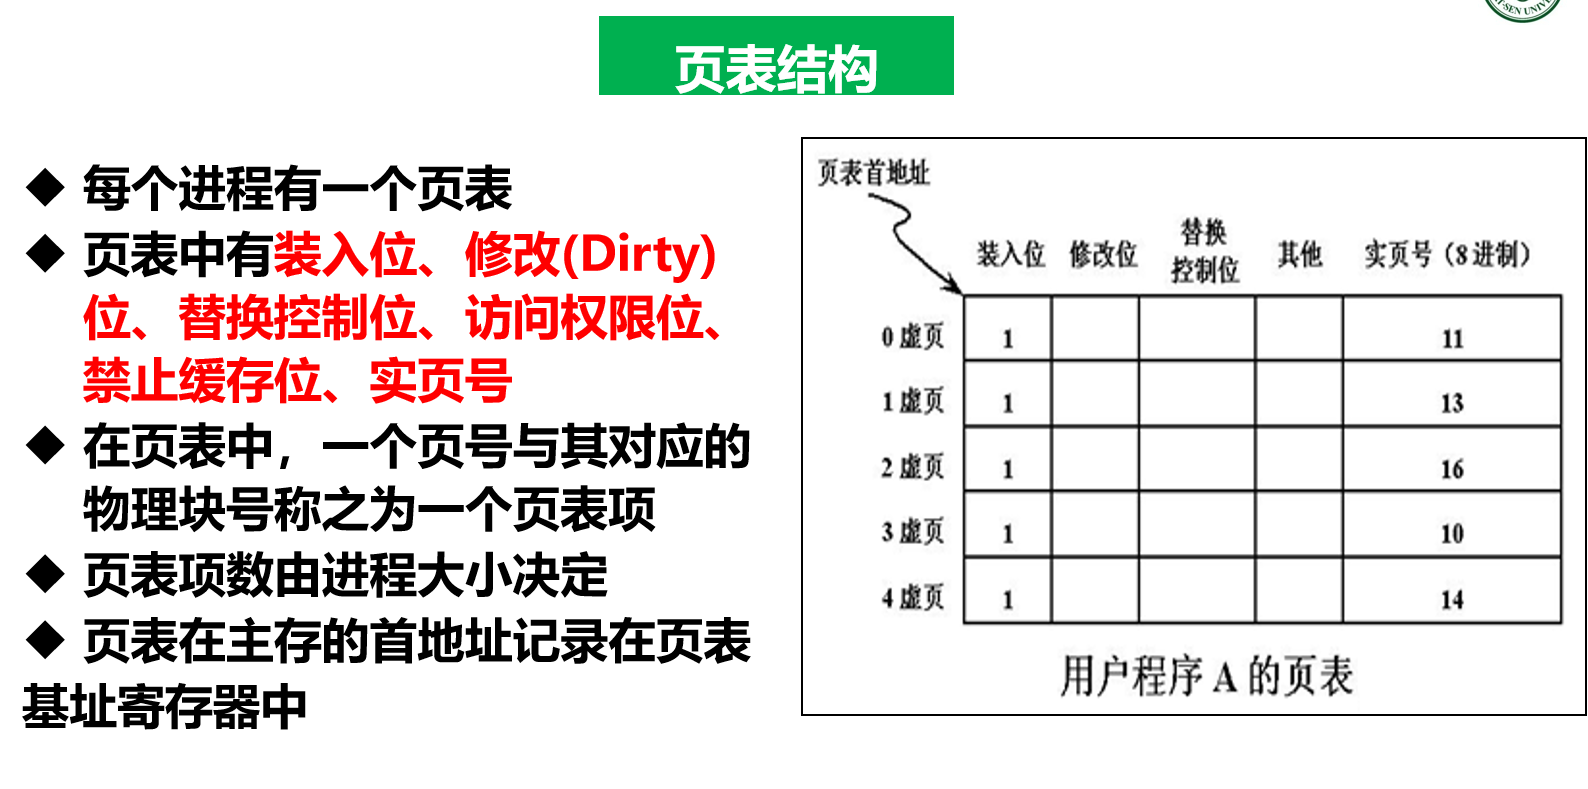 -SEN UNIV
页表结构
◆ 每个进程有一个页表
◆ 页表中有装入位、修改(Dirty)
位、替换控制位、访问权限位、
禁止缓存位、实页号
◆ 在页表中，一个页号与其对应的
物理块号称之为一个页表项
◆ 页表项数由进程大小决定
◆ 页表在主存的首地址记录在页表
基址寄存器中
页表首地址
装入位 修改位 替换控制位 其他 实页号（8进制）
0虚页 1 11
1虚页 1 13
2虚页 1 16
3虚页 1 10
4虚页 1 14
用户程序 A 的页表